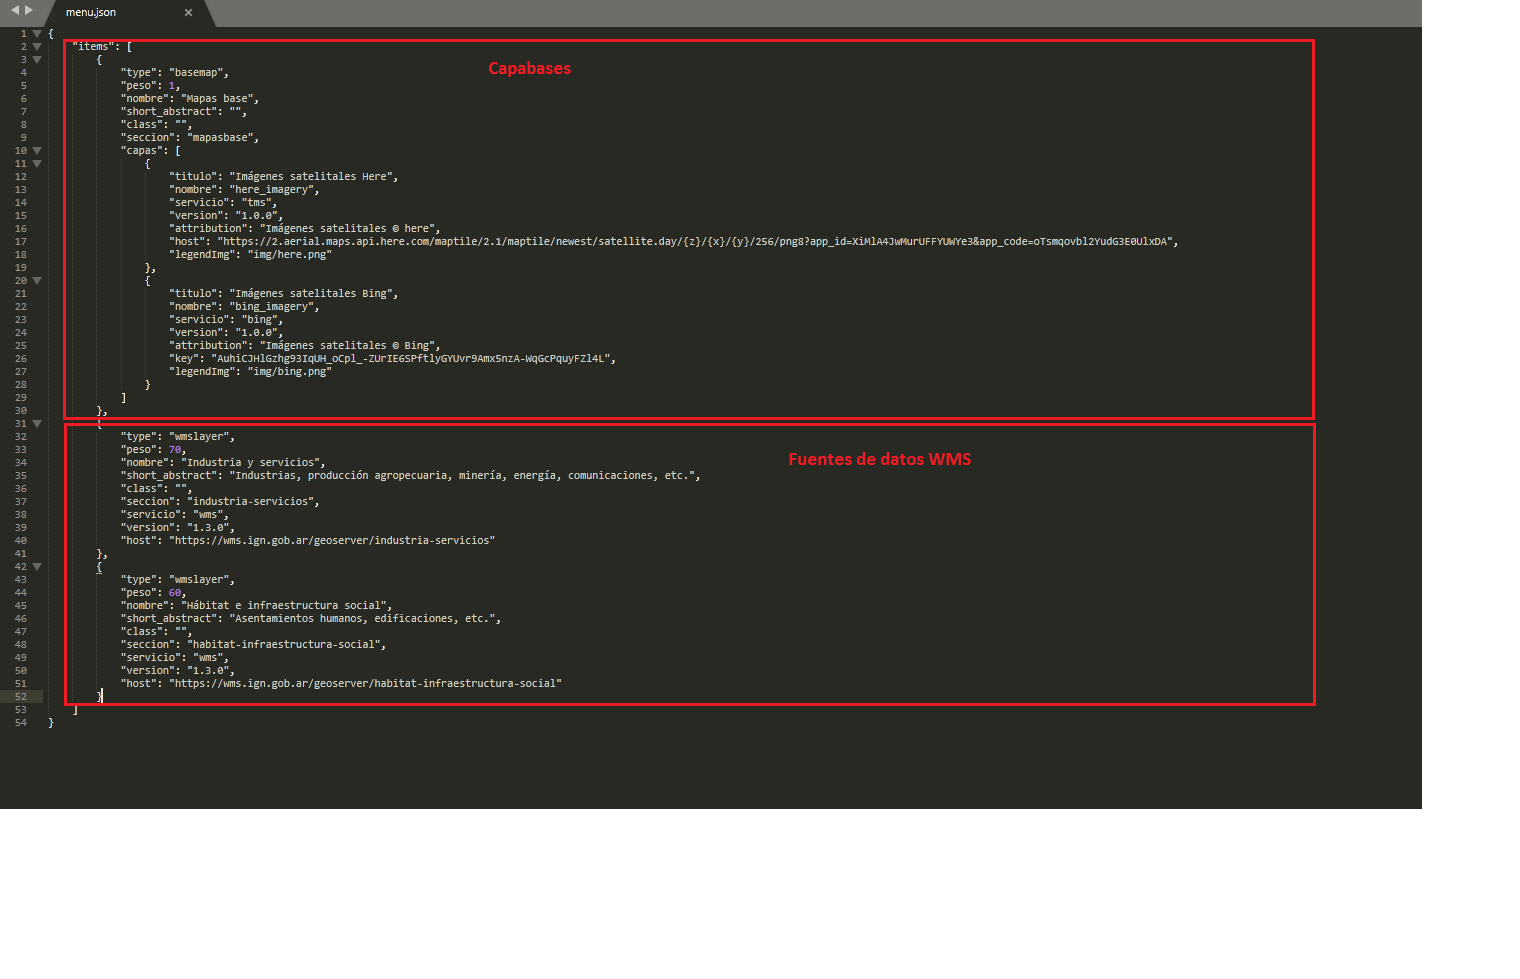 menu.json
1 {
2 "items": [
3 {
4 "type": "basemap",
5 "peso": 1,
6 "nombre": "Mapas base",
7 "short_abstract": "",
8 "class": "",
9 "seccion": "mapasbase",
10 "capas": [
11 {
12 "titulo": "Imágenes satelitales Here",
13 "nombre": "here_imagery",
14 "servicio": "tms",
15 "version": "1.0.0",
16 "attribution": "Imágenes satelitales © here",
17 "host": "https://2.aerial.maps.api.here.com/maptile/2.1/maptile/newest/satellite.day/{z}/{x}/{y}/256/png8?app_id=XiMlA4JwMurUFFYUWYe3&app_code=oTsmqovbl2YudG3E0UlxDA",
18 "legendImg": "img/here.png"
19 },
20 {
21 "titulo": "Imágenes satelitales Bing",
22 "nombre": "bing_imagery",
23 "servicio": "bing",
24 "version": "1.0.0",
25 "attribution": "Imágenes satelitales © Bing",
26 "key": "AuhiCJHlGzhg93IqUH_oCpl_-ZUrIE6SPftlyGYUvr9Amx5nzA-WqGcPquyFZl4L",
27 "legendImg": "img/bing.png"
28 }
29 ]
30 },
31 {
32 "type": "wmslayer",
33 "peso": 70,
34 "nombre": "Industria y servicios",
35 "short_abstract": "Industrias, producción agropecuaria, minería, energía, comunicaciones, etc.",
36 "class": "",
37 "seccion": "industria-servicios",
38 "servicio": "wms",
39 "version": "1.3.0",
40 "host": "https://wms.ign.gob.ar/geoserver/industria-servicios"
41 },
42 {
43 "type": "wmslayer",
44 "peso": 60,
45 "nombre": "Hábitat e infraestructura social",
46 "short_abstract": "Asentamientos humanos, edificaciones, etc.",
47 "class": "",
48 "seccion": "habitat-infraestructura-social",
49 "servicio": "wms",
50 "version": "1.3.0",
51 "host": "https://wms.ign.gob.ar/geoserver/habitat-infraestructura-social"
52 }
53 ]
54 }
Capabases
Fuentes de datos WMS